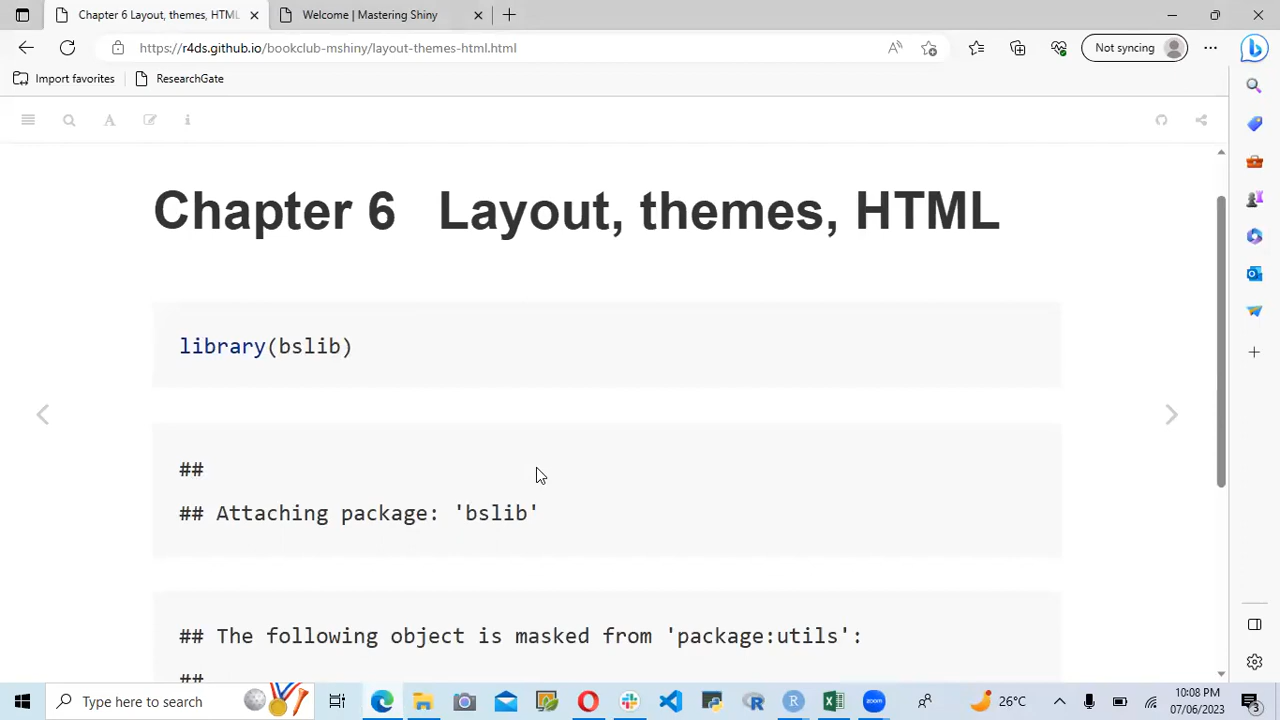 Chapter 6 Layout, themes, HTML
Welcome | Mastering Shiny
https://r4ds.github.io/bookclub-mshiny/layout-themes-html.html
Not syncing
Import favorites
ResearchGate
Chapter 6 Layout, themes, HTML
library(bslib)
##
## Attaching package: 'bslib'
## The following object is masked from 'package:utils':
##
Type here to search
26°C
10:08 PM
07/06/2023
3